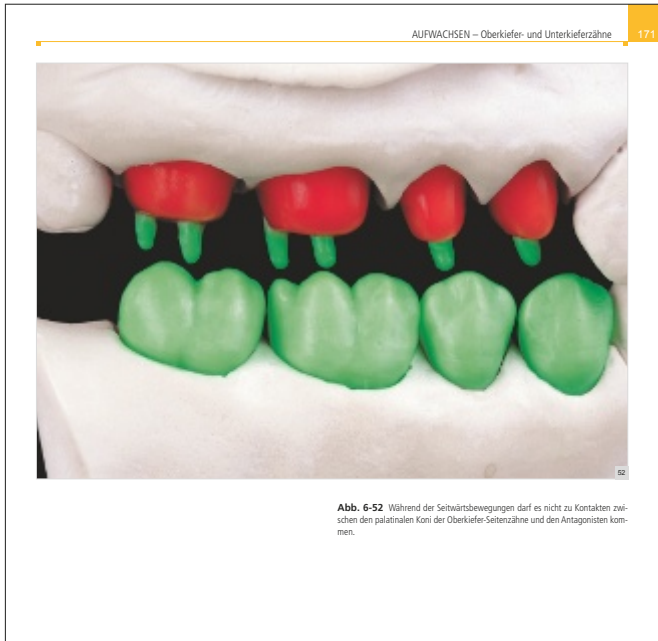 AUFWACHSEN – Oberkiefer- und Unterkieferzähne 171
52
Abb. 6-52 Während der Seitwärtsbewegungen darf es nicht zu Kontakten zwi-
schen den palatinalen Koni der Oberkiefer-Seitenzähne und den Antagonisten kom-
men.